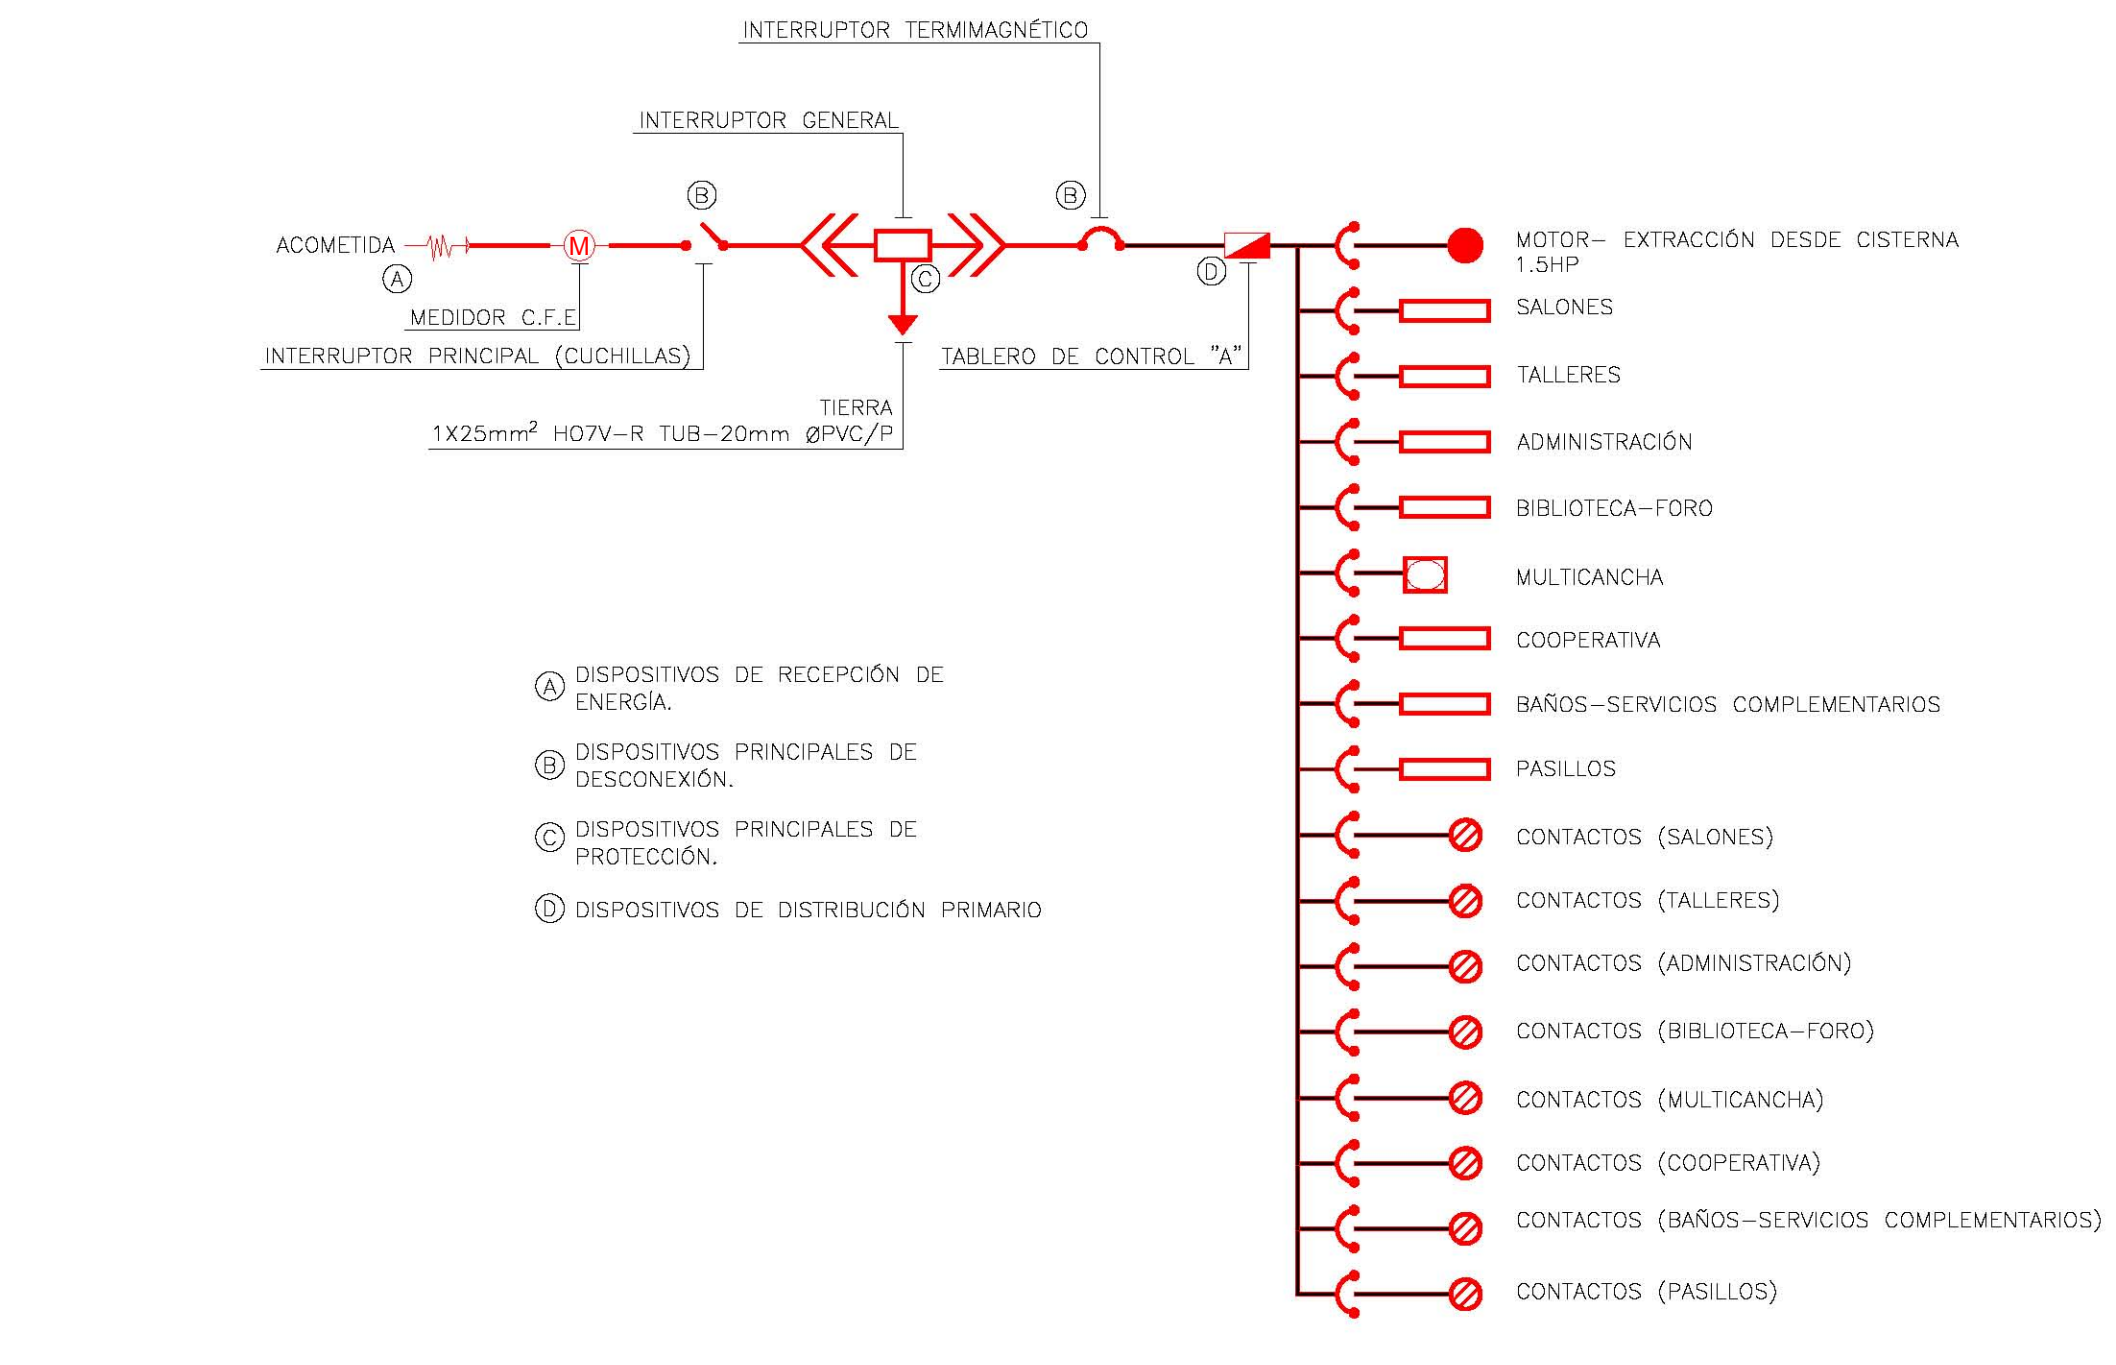 INTERRUPTOR TERMIMAGNÉTICO
INTERRUPTOR GENERAL
B
B
ACOMETIDA
M
A
C
D
MEDIDOR C.F.E
INTERRUPTOR PRINCIPAL (CUCHILLAS)
TABLERO DE CONTROL "A"
TIERRA
1X25mm² HO7V-R TUB-20mm ØPVC/P
MOTOR- EXTRACCIÓN DESDE CISTERNA
1.5HP
SALONES
TALLERES
ADMINISTRACIÓN
BIBLIOTECA-FORO
MULTICANCHA
COOPERATIVA
BAÑOS-SERVICIOS COMPLEMENTARIOS
PASILLOS
CONTACTOS (SALONES)
CONTACTOS (TALLERES)
CONTACTOS (ADMINISTRACIÓN)
CONTACTOS (BIBLIOTECA-FORO)
CONTACTOS (MULTICANCHA)
CONTACTOS (COOPERATIVA)
CONTACTOS (BAÑOS-SERVICIOS COMPLEMENTARIOS)
CONTACTOS (PASILLOS)
A DISPOSITIVOS DE RECEPCIÓN DE
ENERGÍA.
B DISPOSITIVOS PRINCIPALES DE
DESCONEXIÓN.
C DISPOSITIVOS PRINCIPALES DE
PROTECCIÓN.
D DISPOSITIVOS DE DISTRIBUCIÓN PRIMARIO